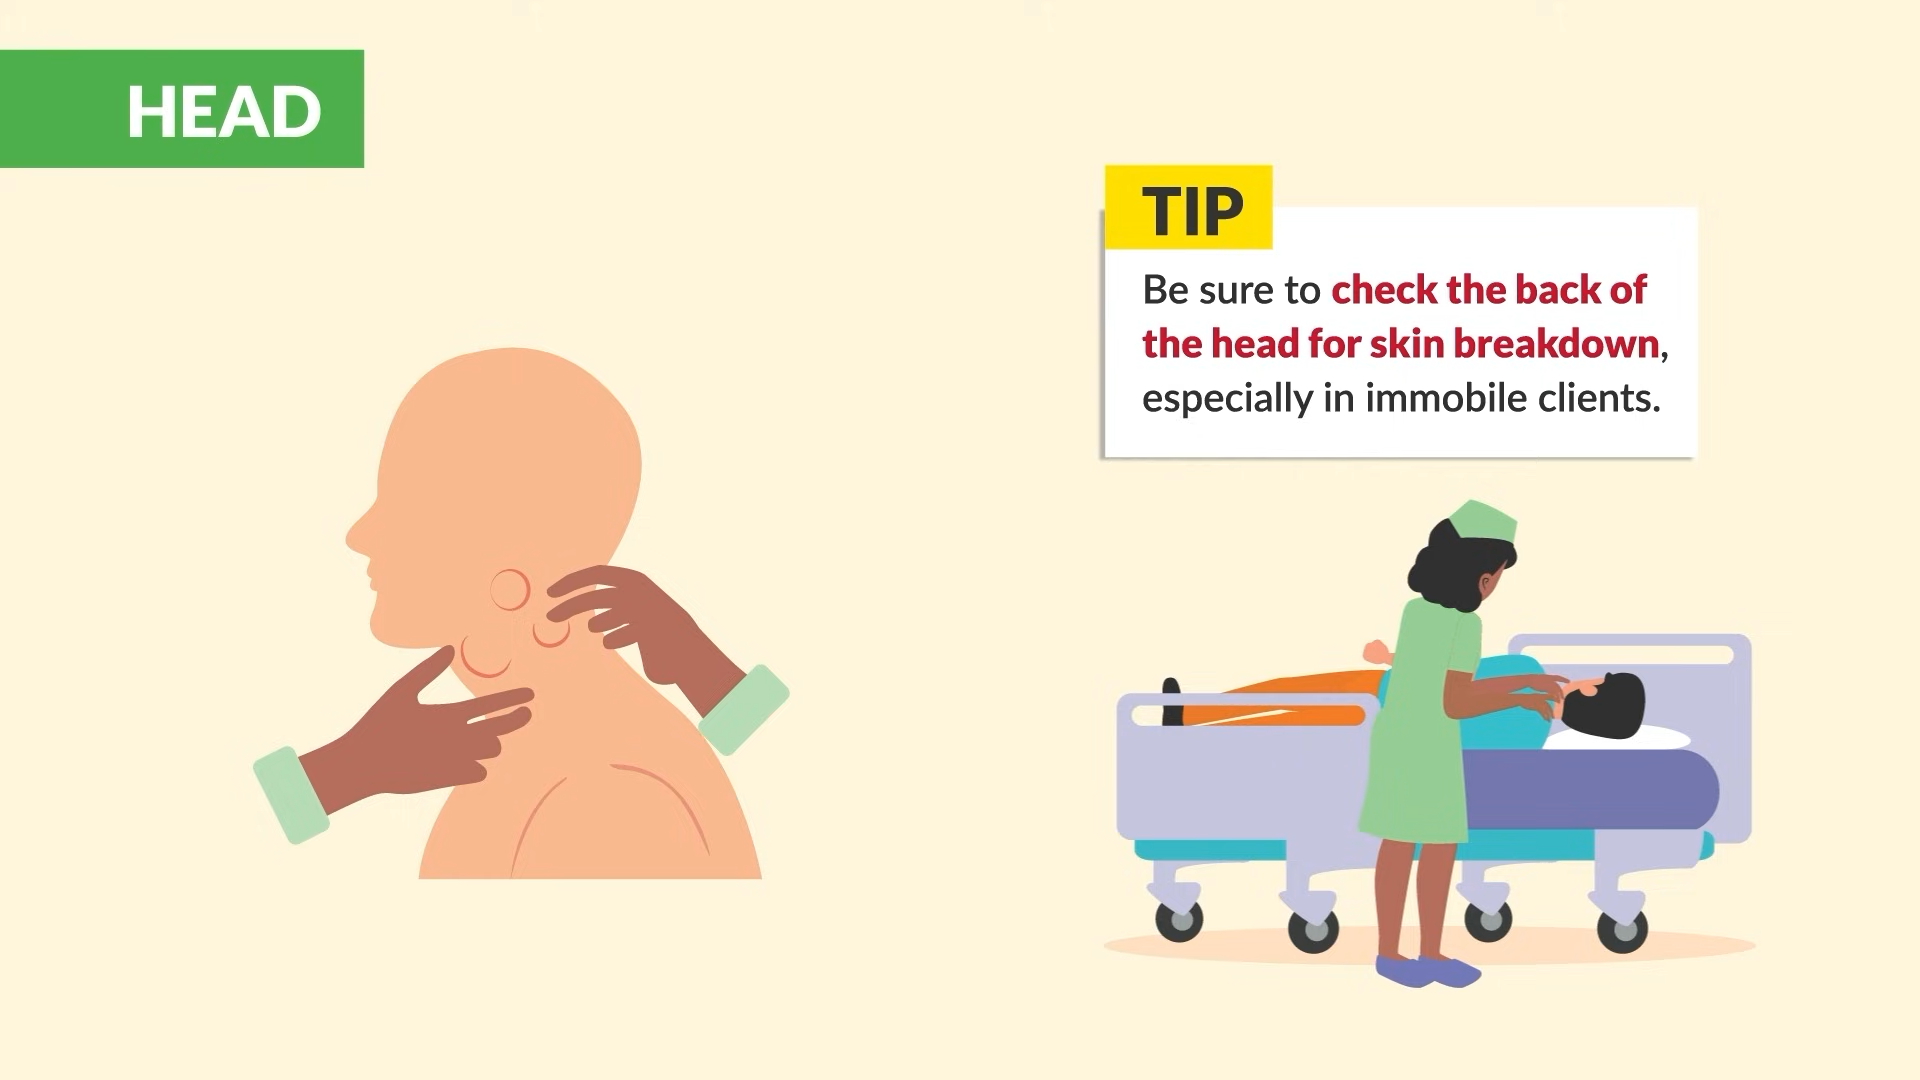 HEAD
TIP
Be sure to check the back of
the head for skin breakdown,
especially in immobile clients.